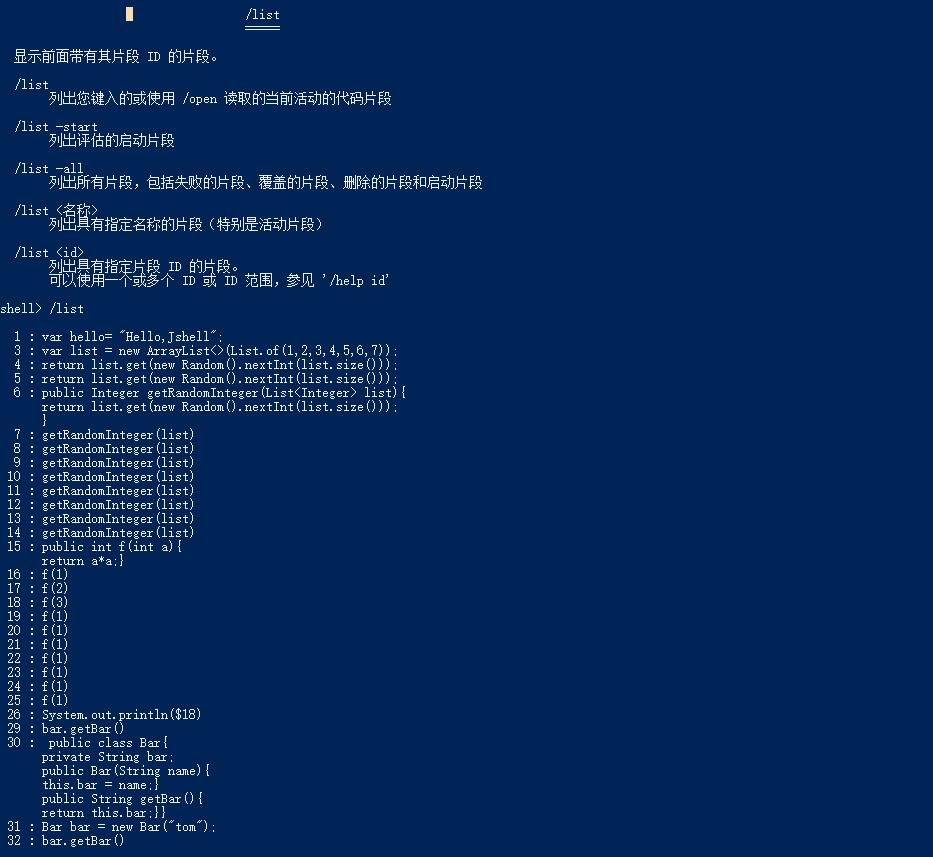 /list
显示前面带有其片段 ID 的片段。
/list
列出您键入的或使用 /open 读取的当前活动的代码片段
/list -start
列出评估的启动片段
/list -all
列出所有片段，包括失败的片段、覆盖的片段、删除的片段和启动片段
/list <名称>
列出具有指定名称的片段（特别是活动片段）
/list <id>
列出具有指定片段 ID 的片段。
可以使用一个或多个 ID 或 ID 范围，参见 '/help id'
shell> /list
1 : var hello= "Hello,Jshell";
3 : var list = new ArrayList<>(List.of(1,2,3,4,5,6,7));
4 : return list.get(new Random().nextInt(list.size()));
5 : return list.get(new Random().nextInt(list.size()));
6 : public Integer getRandomInteger(List<Integer> list){
return list.get(new Random().nextInt(list.size()));
}
7 : getRandomInteger(list)
8 : getRandomInteger(list)
9 : getRandomInteger(list)
10 : getRandomInteger(list)
11 : getRandomInteger(list)
12 : getRandomInteger(list)
13 : getRandomInteger(list)
14 : getRandomInteger(list)
15 : public int f(int a){
return a*a;}
16 : f(1)
17 : f(2)
18 : f(3)
19 : f(1)
20 : f(1)
21 : f(1)
22 : f(1)
23 : f(1)
24 : f(1)
25 : f(1)
26 : System.out.println($18)
29 : bar.getBar()
30 : public class Bar{
private String bar;
public Bar(String name){
this.bar = name;}
public String getBar(){
return this.bar;}}
31 : Bar bar = new Bar("tom");
32 : bar.getBar()